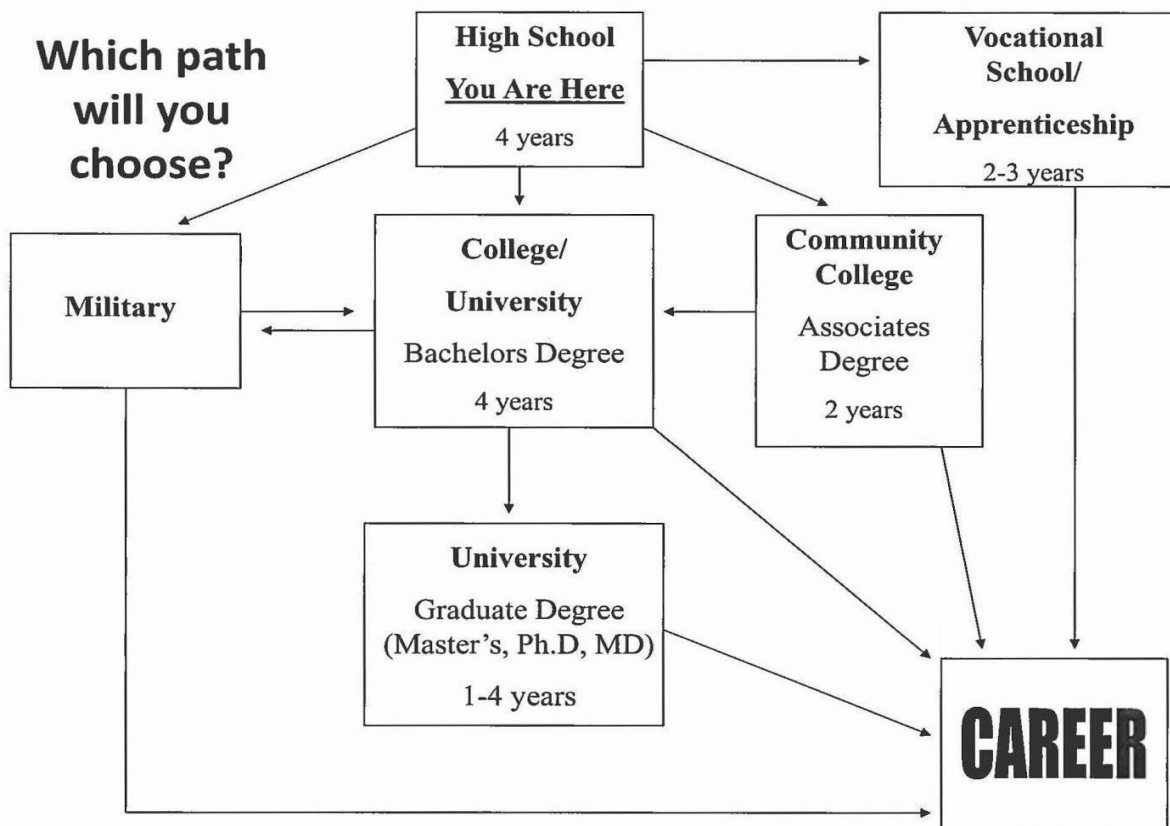 Which path
will you
choose?
High School
You Are Here
4 years
Vocational
School/
Apprenticeship
2-3 years
Military
College/
University
Bachelors Degree
4 years
Community
College
Associates
Degree
2 years
University
Graduate Degree
(Master's, Ph.D, MD)
1-4 years
CAREER